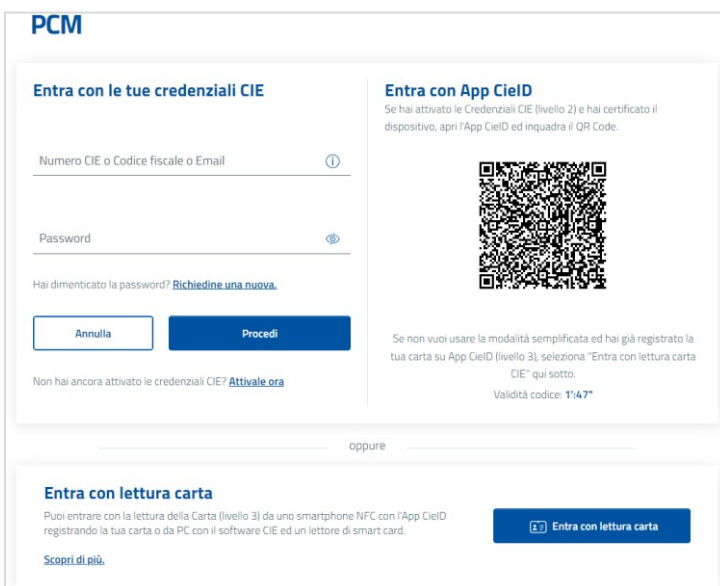 PCM
Entra con le tue credenziali CIE
Numero CIE o Codice fiscale o Email
Password
Hai dimenticato la password? Richiedine una nuova.
Annulla
Procedi
Non hai ancora attivato le credenziali CIE? Attivale ora
Entra con App CieID
Se hai attivato le Credenziali CIE (livello 2) e hai certificato il
dispositivo, apri l'App CieID ed inquadra il QR Code.
Se non vuoi usare la modalità semplificata ed hai già registrato la
tua carta su App CieID (livello 3), seleziona "Entra con lettura carta
CIE" qui sotto.
Validità codice: 1':47"
oppure
Entra con lettura carta
Puoi entrare con la lettura della Carta (livello 3) da uno smartphone NFC con l'App CieID
registrando la tua carta o da PC con il software CIE ed un lettore di smart card.
Scopri di più.
Entra con lettura carta